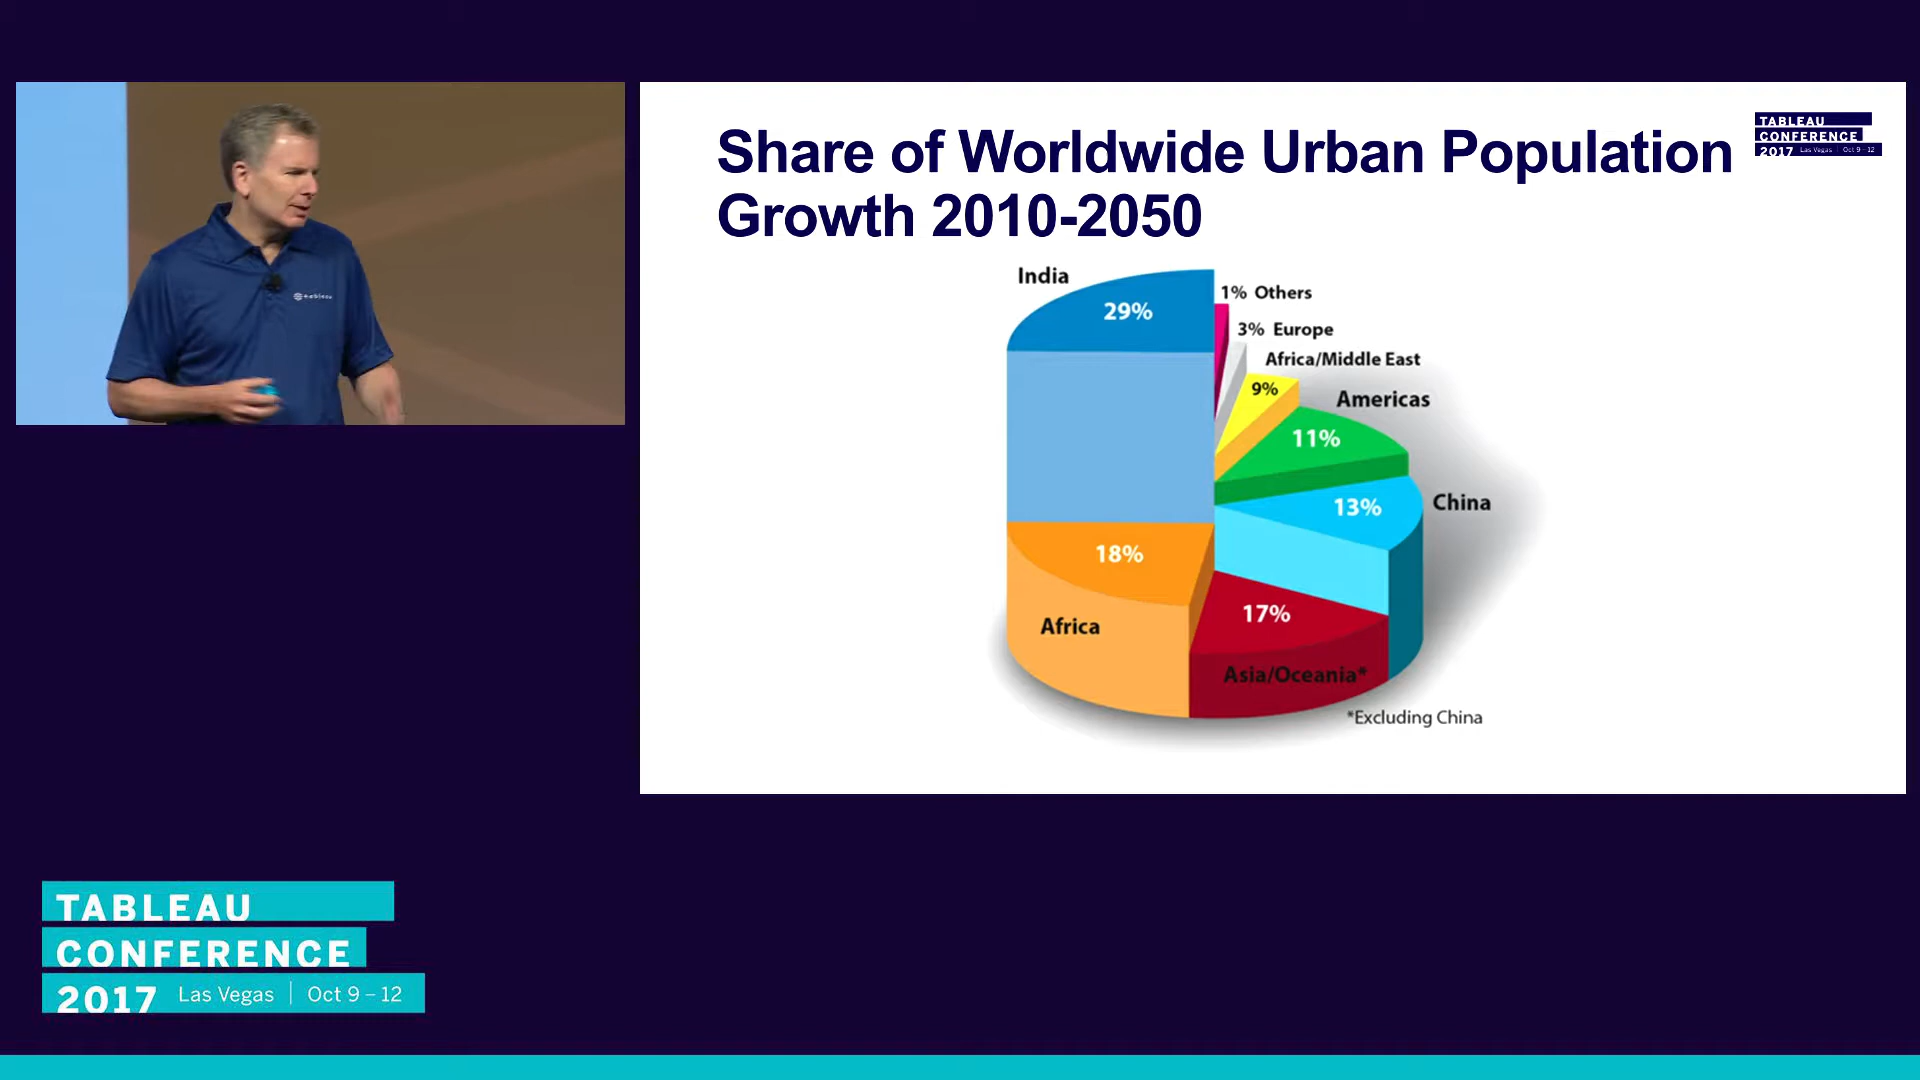 Share of Worldwide Urban Population
Growth 2010-2050
TABLEAU
CONFERENCE
2017 Las Vegas | Oct 9 – 12
India
29%
1% Others
3% Europe
Africa/Middle East
9%
Americas
11%
China
13%
18%
Africa
17%
Asia/Oceania*
*Excluding China
tableau
TABLEAU
CONFERENCE
2017 Las Vegas | Oct 9 – 12